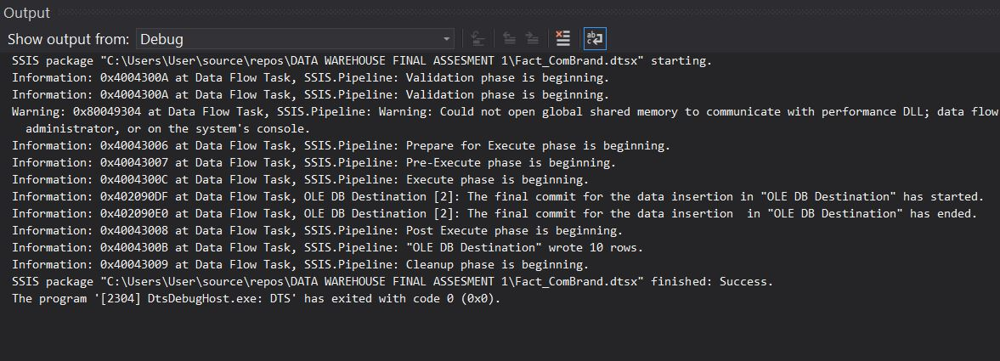 Output
Show output from: Debug
SSIS package "C:\Users\User\source\repos\DATA WAREHOUSE FINAL ASSESMENT 1\Fact_ComBrand.dtsx" starting.
Information: 0x4004300A at Data Flow Task, SSIS.Pipeline: Validation phase is beginning.
Information: 0x4004300A at Data Flow Task, SSIS.Pipeline: Validation phase is beginning.
Warning: 0x80049304 at Data Flow Task, SSIS.Pipeline: Warning: Could not open global shared memory to communicate with performance DLL; data flow
administrator, or on the system's console.
Information: 0x40043006 at Data Flow Task, SSIS.Pipeline: Prepare for Execute phase is beginning.
Information: 0x40043007 at Data Flow Task, SSIS.Pipeline: Pre-Execute phase is beginning.
Information: 0x4004300C at Data Flow Task, SSIS.Pipeline: Execute phase is beginning.
Information: 0x402090DF at Data Flow Task, OLE DB Destination [2]: The final commit for the data insertion in "OLE DB Destination" has started.
Information: 0x402090E0 at Data Flow Task, OLE DB Destination [2]: The final commit for the data insertion  in "OLE DB Destination" has ended.
Information: 0x40043008 at Data Flow Task, SSIS.Pipeline: Post Execute phase is beginning.
Information: 0x4004300B at Data Flow Task, SSIS.Pipeline: "OLE DB Destination" wrote 10 rows.
Information: 0x40043009 at Data Flow Task, SSIS.Pipeline: Cleanup phase is beginning.
SSIS package "C:\Users\User\source\repos\DATA WAREHOUSE FINAL ASSESMENT 1\Fact_ComBrand.dtsx" finished: Success.
The program '[2304] DtsDebugHost.exe: DTS' has exited with code 0 (0x0).